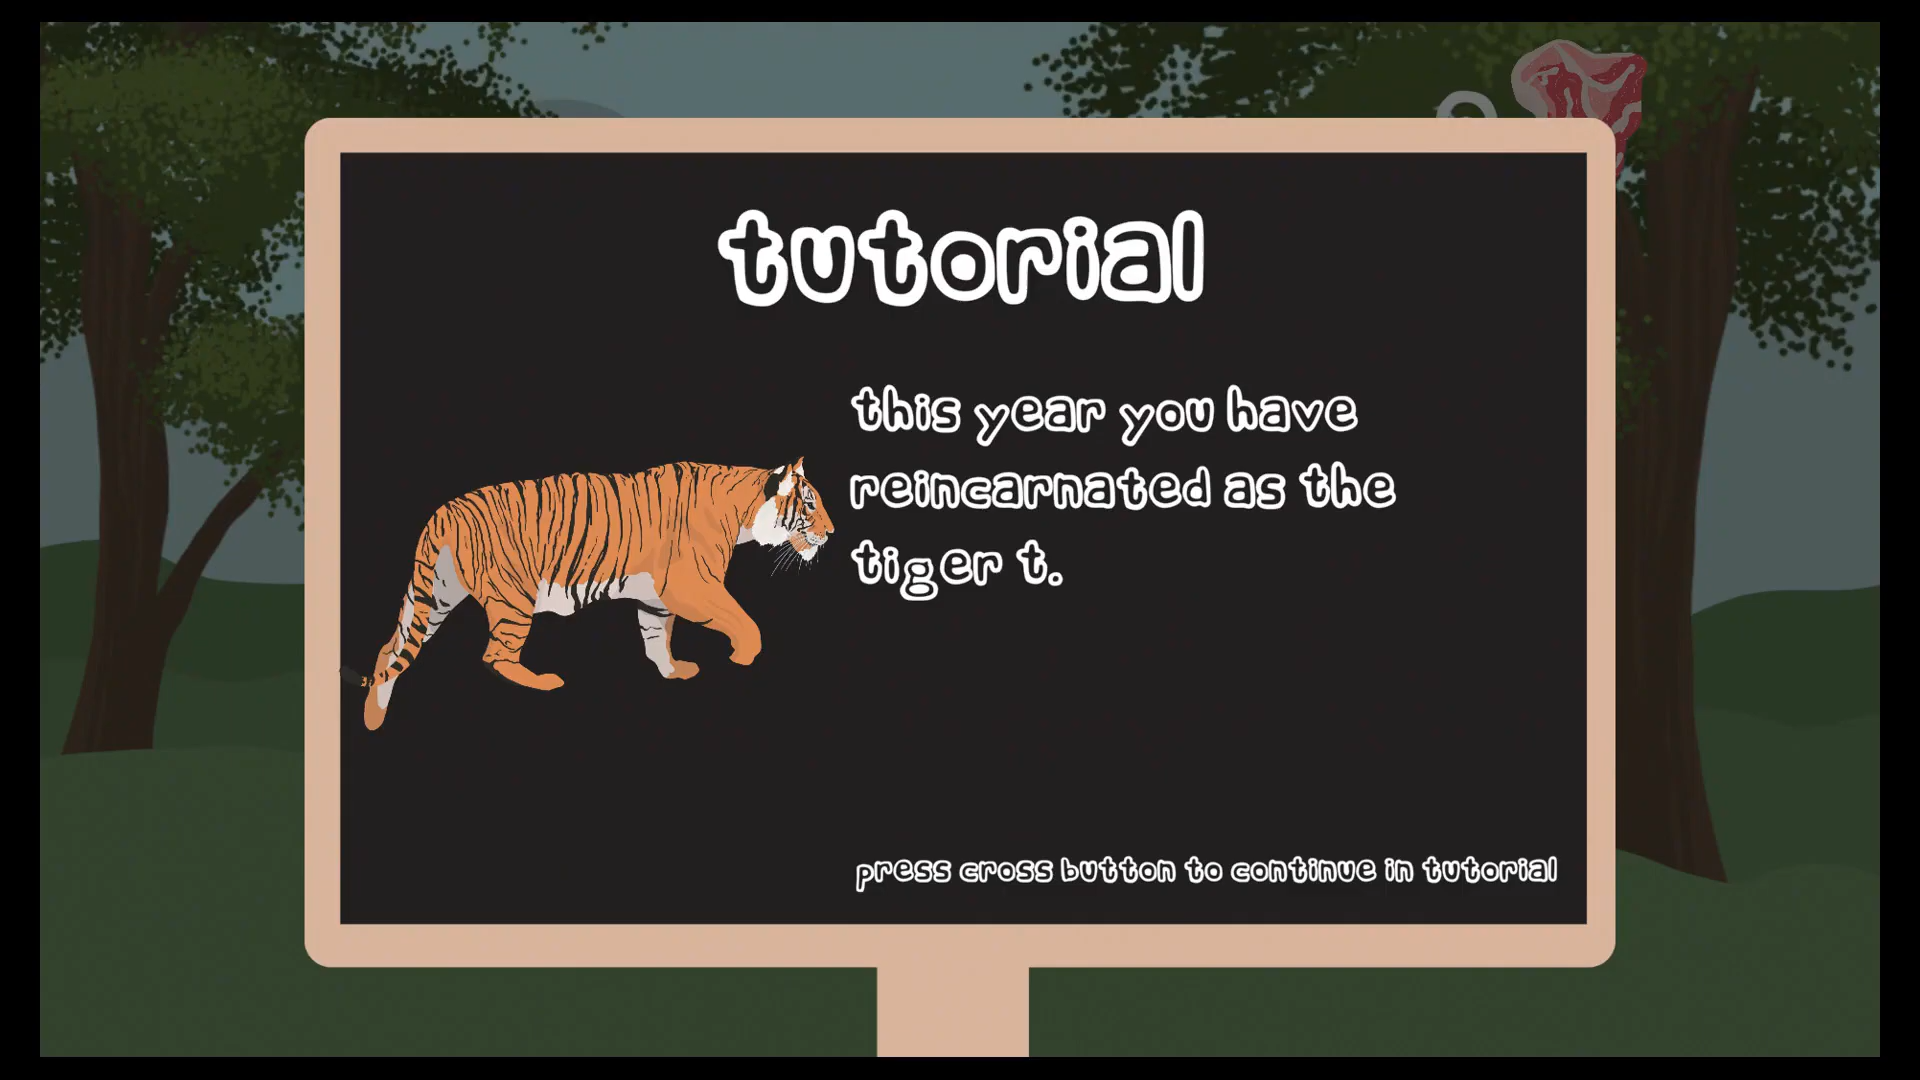 tutorial
this year you have
reincarnated as the
tiger t.
press cross button to continue in tutorial